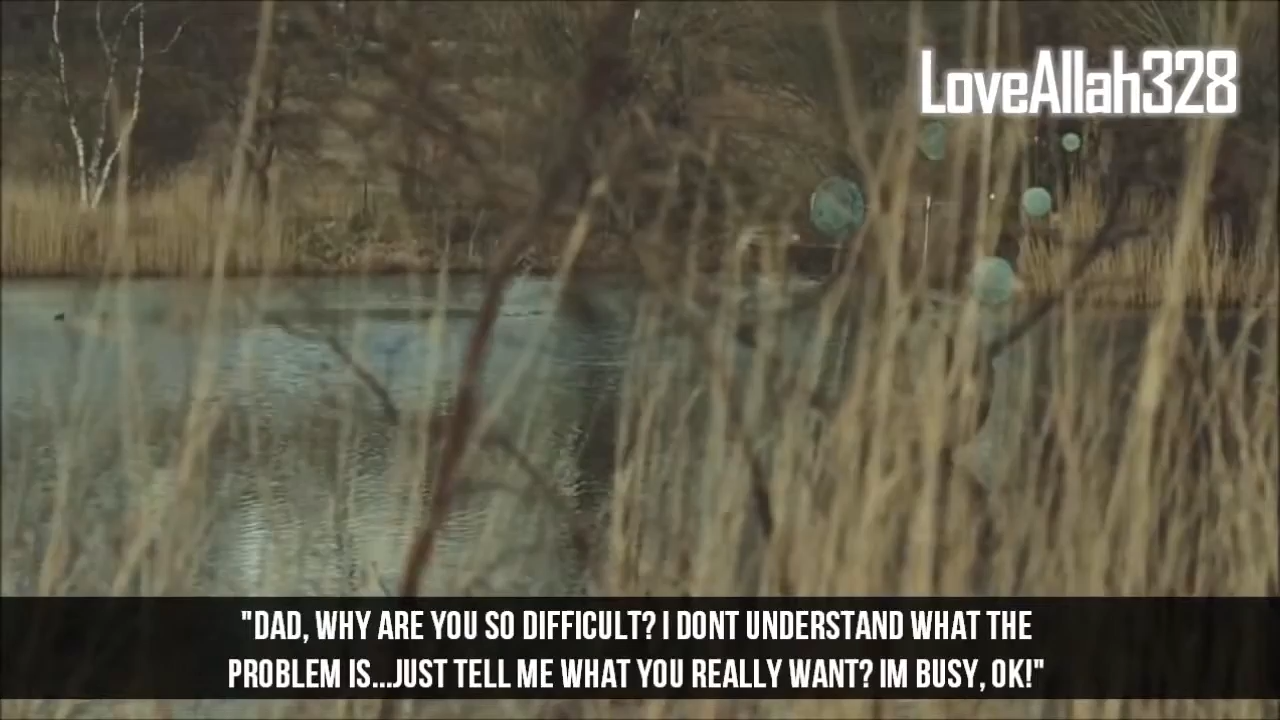 LoveAllah328
"DAD, WHY ARE YOU SO DIFFICULT? I DONT UNDERSTAND WHAT THE
PROBLEM IS...JUST TELL ME WHAT YOU REALLY WANT? IM BUSY, OK!"